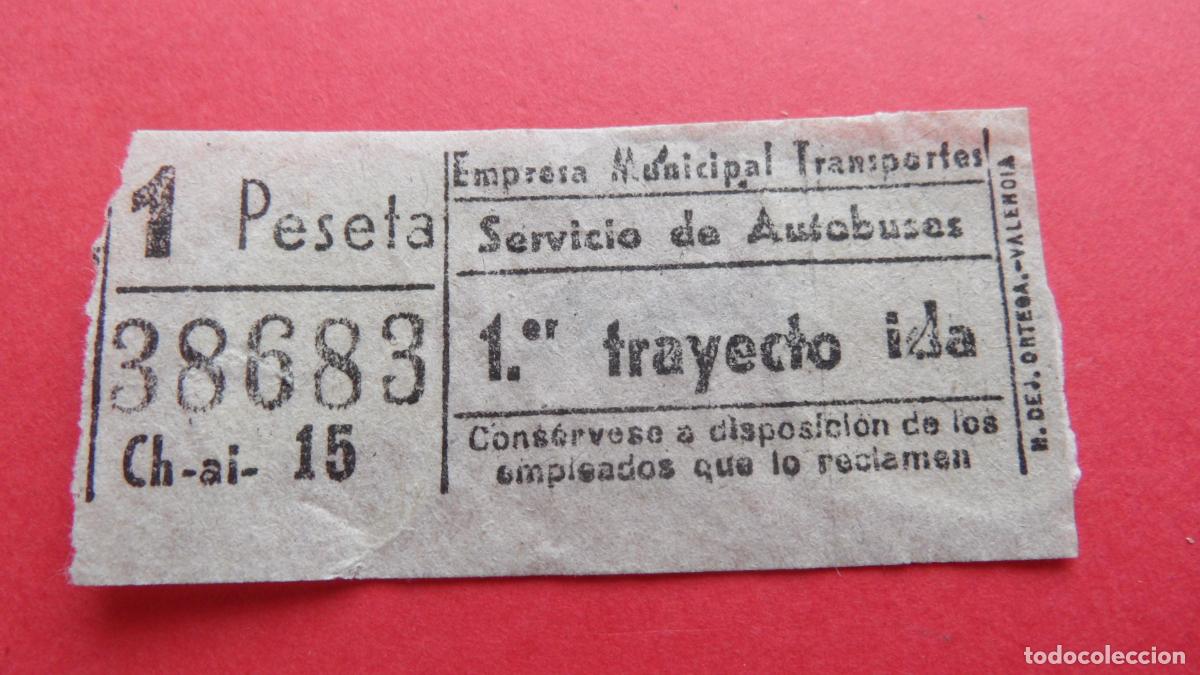 1 Peseta
38683
Ch-ai- 15
Empresa Municipal Transportes
Servicio de Autobuses
1.er trayecto ida
Consérvese a disposición de los
empleados que lo reclamen
H. DE J. ORTEGA.-VALENCIA
todocoleccion